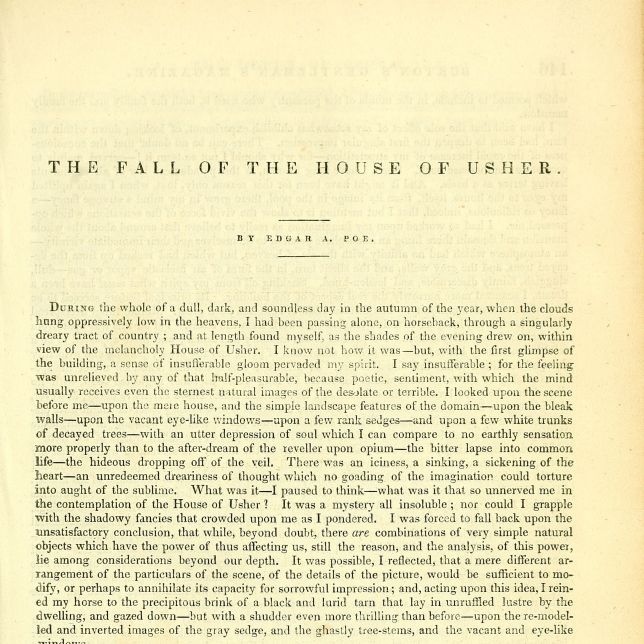 THE FALL OF THE HOUSE OF USHER.
BY EDGAR A. POE.
DURING the whole of a dull, dark, and soundless day in the autumn of the year, when the clouds
hung oppressively low in the heavens, I had been passing alone, on horseback, through a singularly
dreary tract of country ; and at length found myself, as the shades of the evening drew on, within
view of the melancholy House of Usher. I know not how it was—but, with the first glimpse of
the building, a sense of insufferable gloom pervaded my spirit. I say insufferable ; for the feeling
was unrelieved by any of that half-pleasurable, because poetic, sentiment, with which the mind
usually receives even the sternest natural images of the desolate or terrible. I looked upon the scene
before me—upon the mere house, and the simple landscape features of the domain—upon the bleak
walls—upon the vacant eye-like windows—upon a few rank sedges—and upon a few white trunks
of decayed trees—with an utter depression of soul which I can compare to no earthly sensation
more properly than to the after-dream of the reveller upon opium—the bitter lapse into common
life—the hideous dropping off of the veil. There was an iciness, a sinking, a sickening of the
heart—an unredeemed dreariness of thought which no goading of the imagination could torture
into aught of the sublime. What was it—I paused to think—what was it that so unnerved me in
the contemplation of the House of Usher ? It was a mystery all insoluble ; nor could I grapple
with the shadowy fancies that crowded upon me as I pondered. I was forced to fall back upon the
unsatisfactory conclusion, that while, beyond doubt, there are combinations of very simple natural
objects which have the power of thus affecting us, still the reason, and the analysis, of this power,
lie among considerations beyond our depth. It was possible, I reflected, that a mere different ar-
rangement of the particulars of the scene, of the details of the picture, would be sufficient to mo-
dify, or perhaps to annihilate its capacity for sorrowful impression ; and, acting upon this idea, I rein-
ed my horse to the precipitous brink of a black and lurid tarn that lay in unruffled lustre by the
dwelling, and gazed down—but with a shudder even more thrilling than before—upon the re-model-
led and inverted images of the gray sedge, and the ghastly tree-stems, and the vacant and eye-like